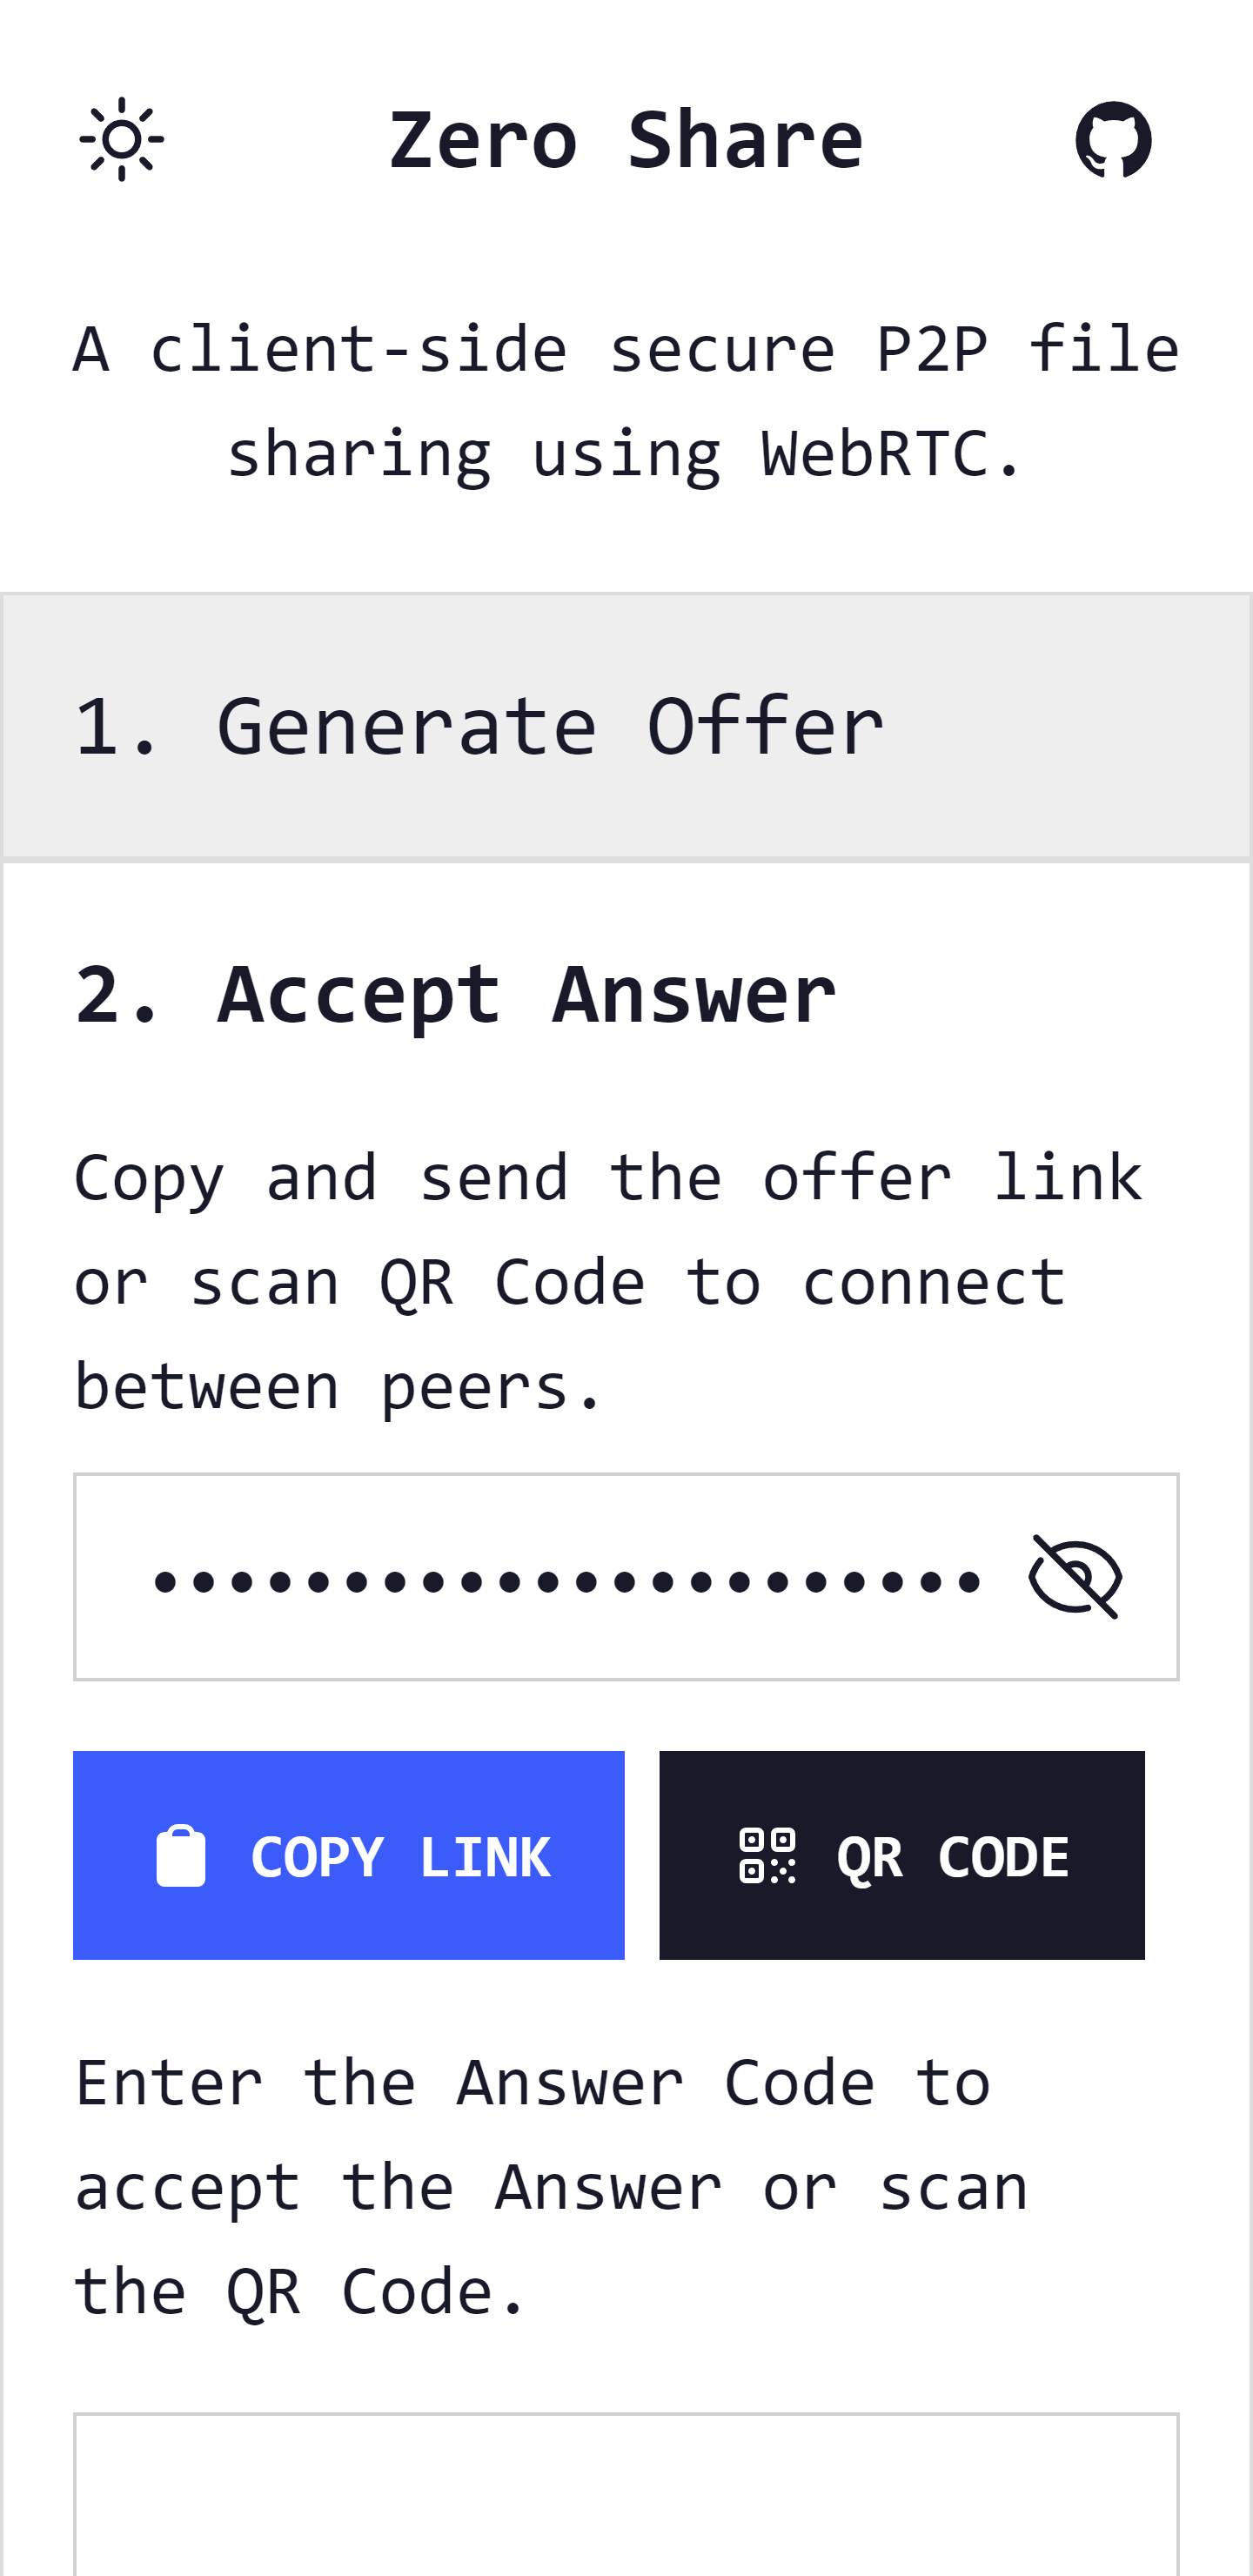 Zero Share
A client-side secure P2P file
sharing using WebRTC.
1. Generate Offer
2. Accept Answer
Copy and send the offer link
or scan QR Code to connect
between peers.
COPY LINK
QR CODE
Enter the Answer Code to
accept the Answer or scan
the QR Code.